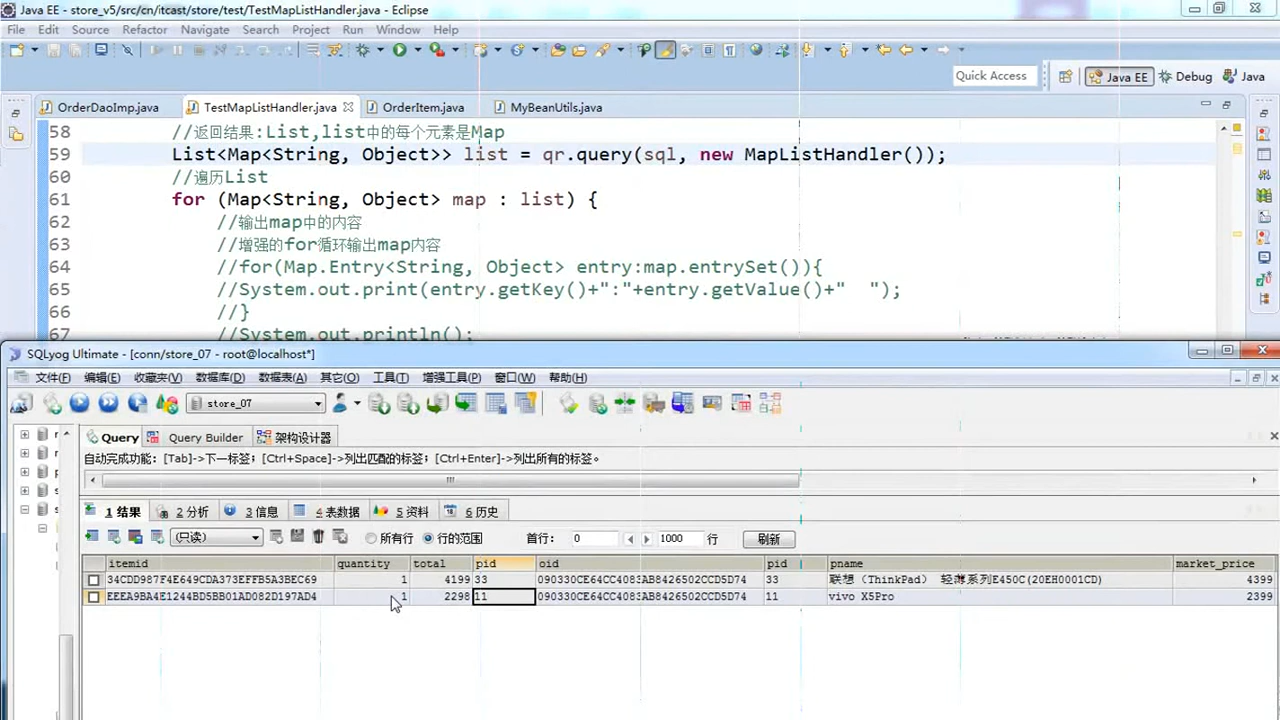 Java EE - store_v5/src/cn/itcast/store/test/TestMapListHandler.java - Eclipse
File Edit Source Refactor Navigate Search Project Run Window Help
Quick Access Java EE Debug Java
OrderDaoImp.java TestMapListHandler.java OrderItem.java MyBeanUtils.java
58 //返回结果:List,list中的每个元素是Map
59 List<Map<String, Object>> list = qr.query(sql, new MapListHandler());
60 //遍历List
61 for (Map<String, Object> map : list) {
62 //输出map中的内容
63 //增强的for循环输出map内容
64 //for(Map.Entry<String, Object> entry:map.entrySet()){
65 //System.out.print(entry.getKey()+":"+entry.getValue()+"  ");
66 //}
67 //System.out.println();
SQLyog Ultimate - [conn/store_07 - root@localhost*]
文件(F) 编辑(E) 收藏夹(V) 数据库(D) 数据表(A) 其它(O) 工具(T) 增强工具(P) 窗口(W) 帮助(H)
store_07
Query Query Builder 架构设计器
自动完成功能: [Tab]->下一标签; [Ctrl+Space]->列出匹配的标签; [Ctrl+Enter]->列出所有的标签。
1 结果 2 分析 3 信息 4 表数据 5 资料 6 历史
(只读) 所有行 行的范围 首行: 0 1000 行 刷新
itemid quantity total pid oid pid pname market_price
34CDD987F4E649CDA373EFFB5A3BEC69 1 4199 33 090330CE64CC4083AB8426502CCD5D74 33 联想（ThinkPad） 轻薄系列E450C(20EH0001CD) 4399
EEEA9BA4E1244BD5BB01AD082D197AD4 1 2298 11 090330CE64CC4083AB8426502CCD5D74 11 vivo X5Pro 2399